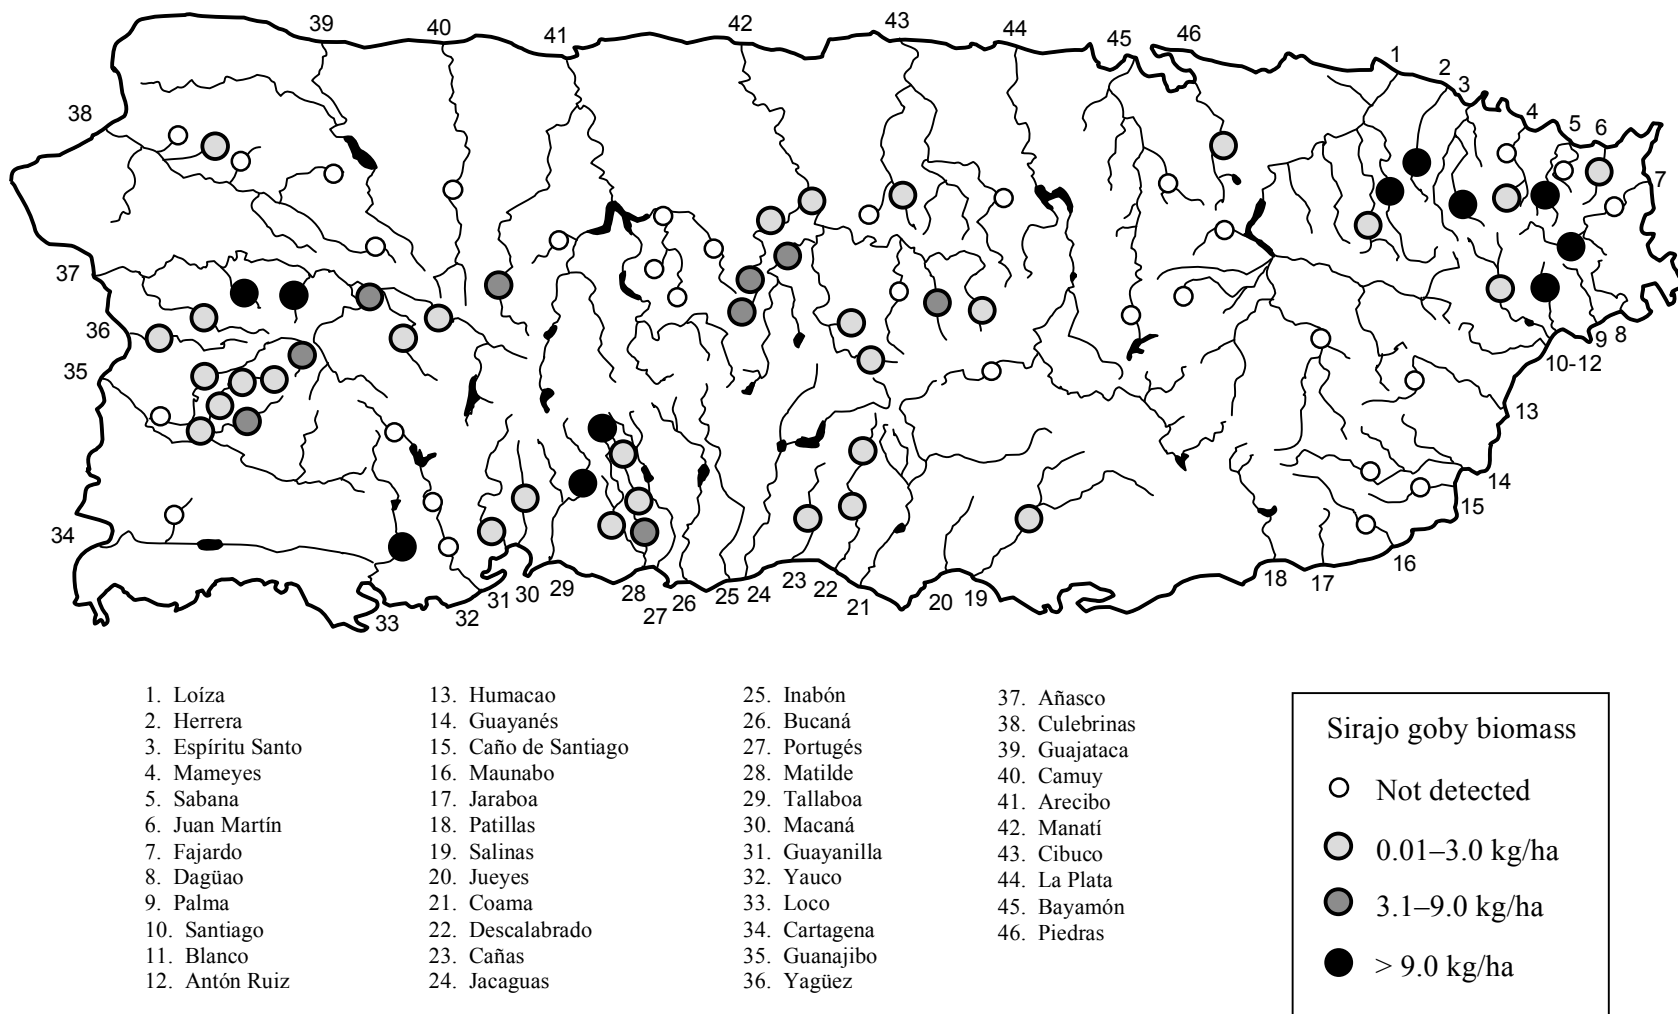 39
40
41
42
43
44
45
46
1
2
3
4
5
6
7
38
37
36
35
34
33
32
31
30
29
28
27
26
25
24
23
22
21
20
19
18
17
16
15
14
13
10-12
9
8
1. Loíza
2. Herrera
3. Espíritu Santo
4. Mameyes
5. Sabana
6. Juan Martín
7. Fajardo
8. Dagüao
9. Palma
10. Santiago
11. Blanco
12. Antón Ruiz
13. Humacao
14. Guayanés
15. Caño de Santiago
16. Maunabo
17. Jaraboa
18. Patillas
19. Salinas
20. Jueyes
21. Coama
22. Descalabrado
23. Cañas
24. Jacaguas
25. Inabón
26. Bucaná
27. Portugés
28. Matilde
29. Tallaboa
30. Macaná
31. Guayanilla
32. Yauco
33. Loco
34. Cartagena
35. Guanajibo
36. Yagüez
37. Añasco
38. Culebrinas
39. Guajataca
40. Camuy
41. Arecibo
42. Manatí
43. Cibuco
44. La Plata
45. Bayamón
46. Piedras
Sirajo goby biomass
Not detected
0.01–3.0 kg/ha
3.1–9.0 kg/ha
> 9.0 kg/ha